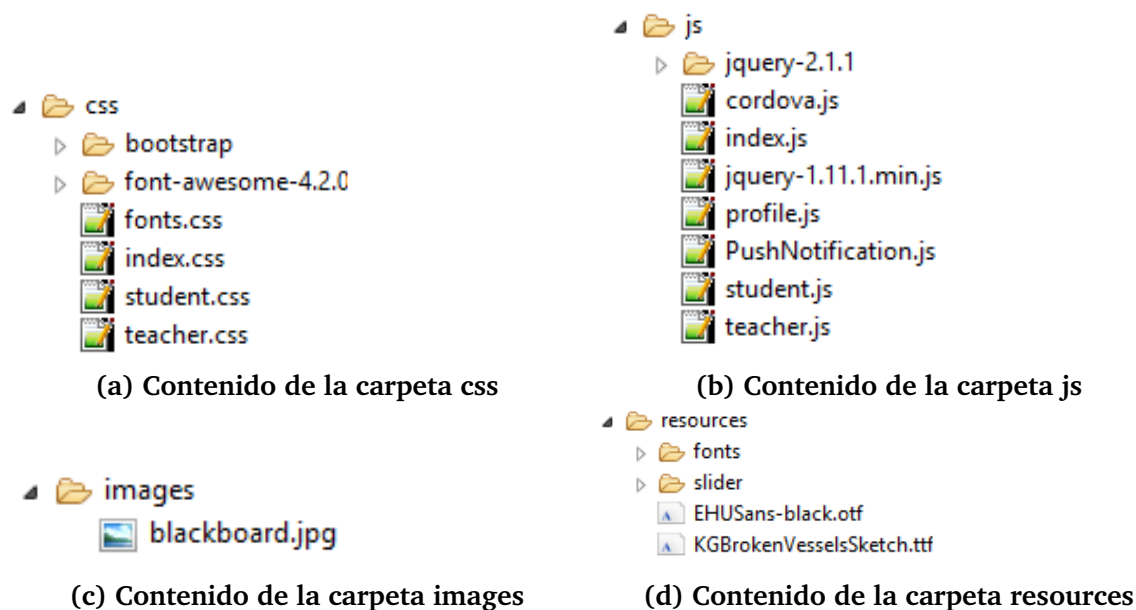 css
bootstrap
font-awesome-4.2.0
fonts.css
index.css
student.css
teacher.css
(a) Contenido de la carpeta css
js
jquery-2.1.1
cordova.js
index.js
jquery-1.11.1.min.js
profile.js
PushNotification.js
student.js
teacher.js
(b) Contenido de la carpeta js
images
blackboard.jpg
(c) Contenido de la carpeta images
resources
fonts
slider
EHUSans-black.otf
KGBrokenVesselsSketch.ttf
(d) Contenido de la carpeta resources